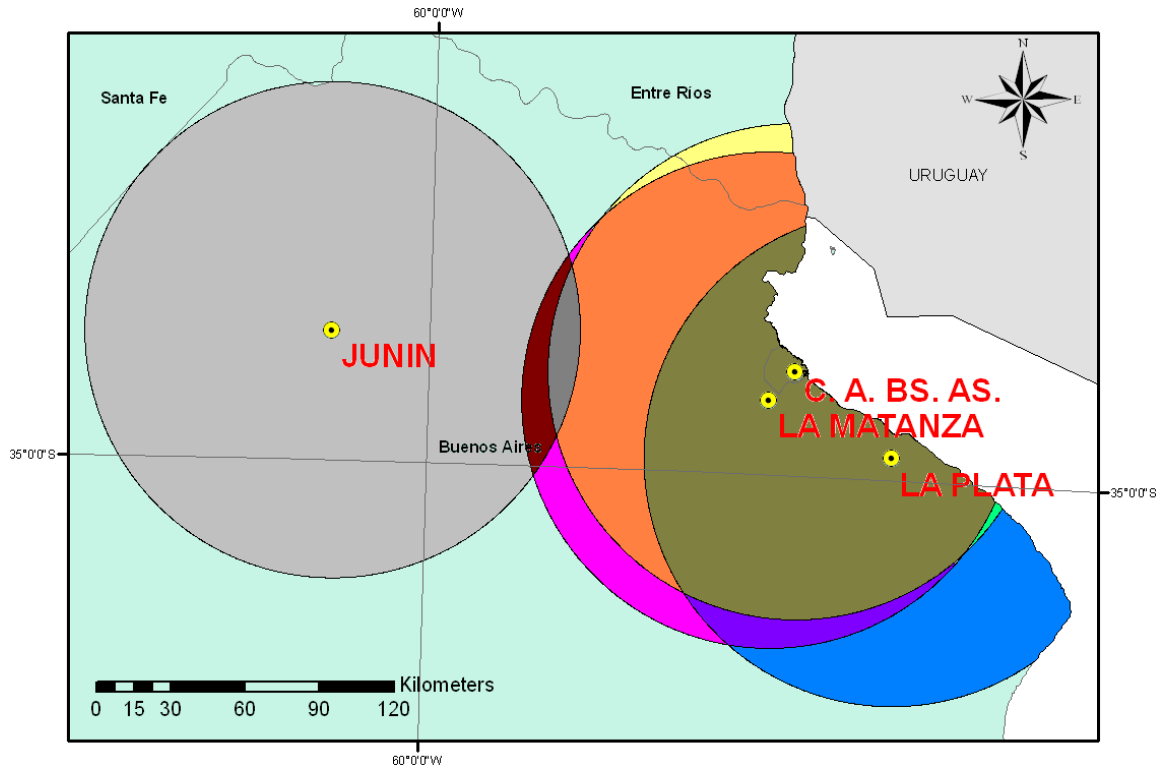 60°0'0"W
N
Santa Fe
Entre Ríos
W
E
S
URUGUAY
JUNIN
C. A. BS. AS.
LA MATANZA
Buenos Aires
35°0'0"S
LA PLATA
35°0'0"S
Kilometers
0 15 30 60 90 120
60°0'0"W